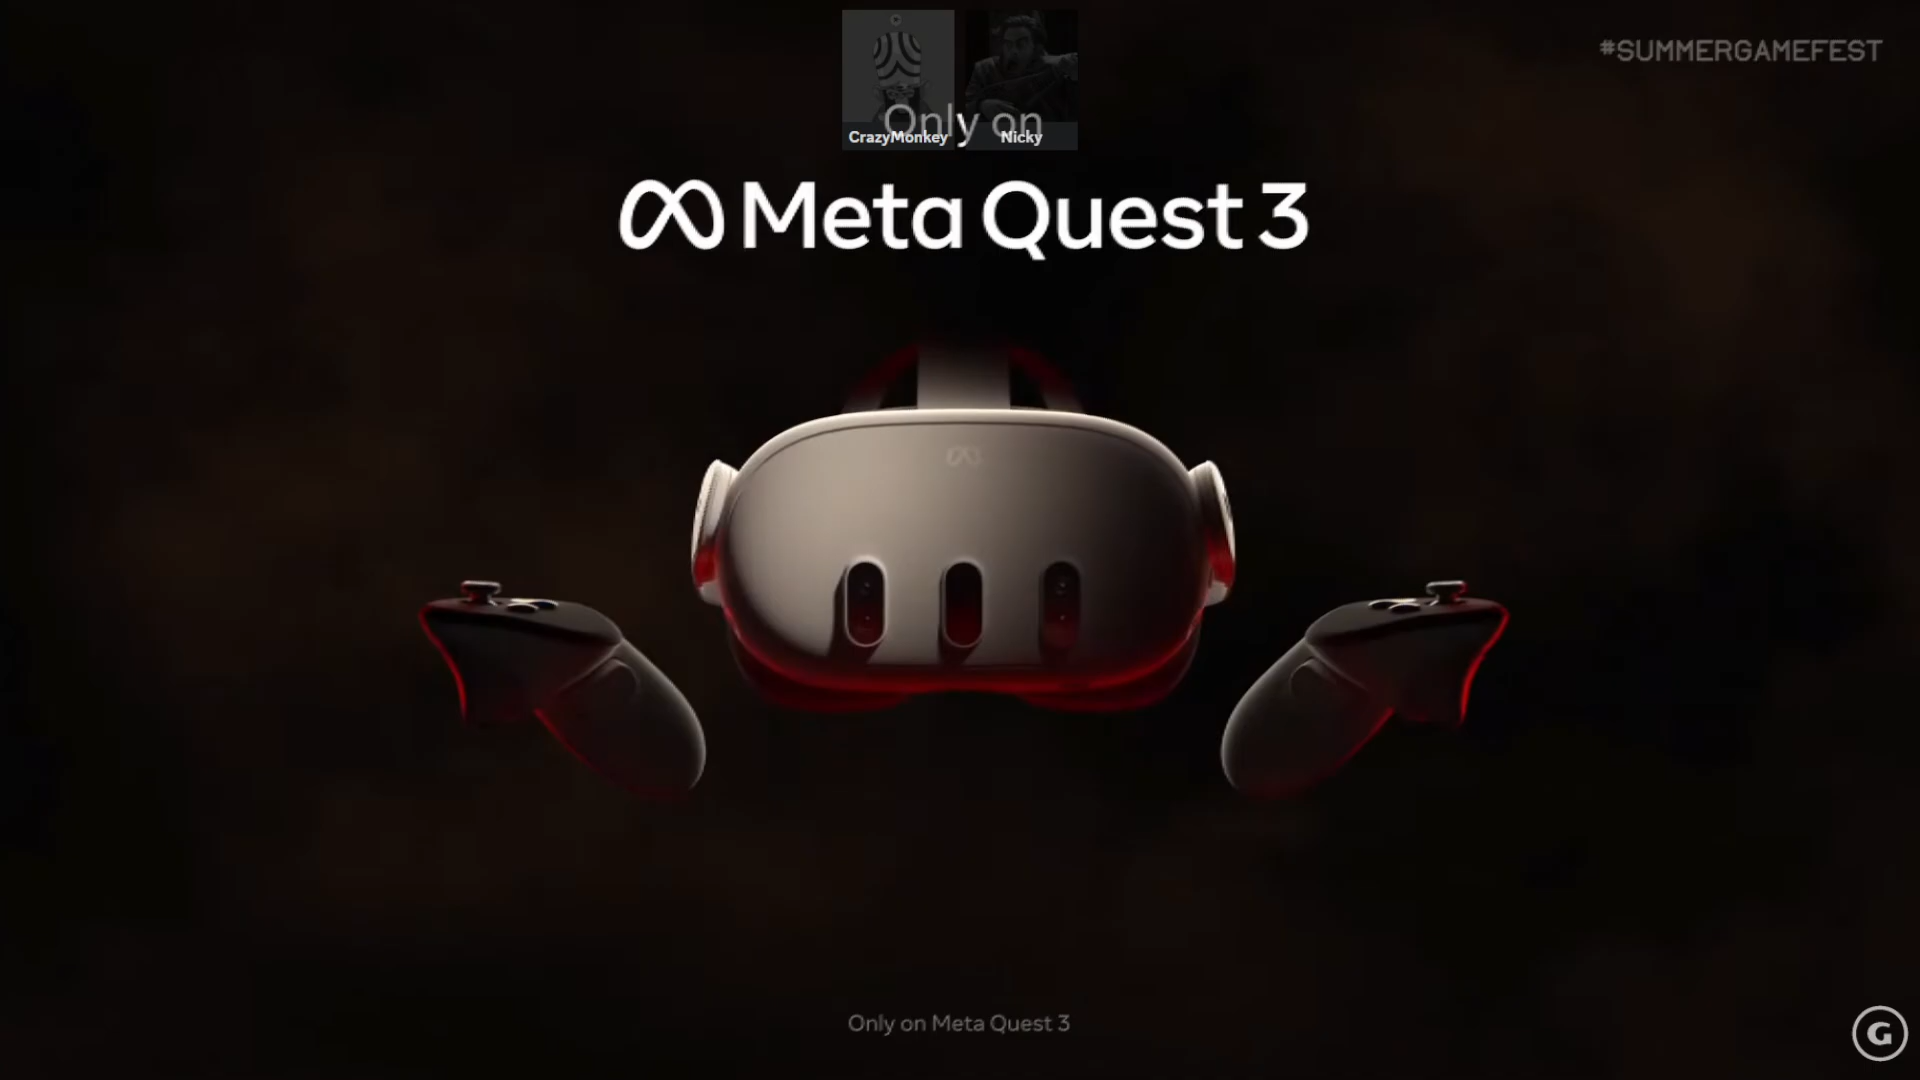 #SUMMERGAMEFEST
Only on
CrazyMonkey
Nicky
Meta Quest 3
Only on Meta Quest 3
G